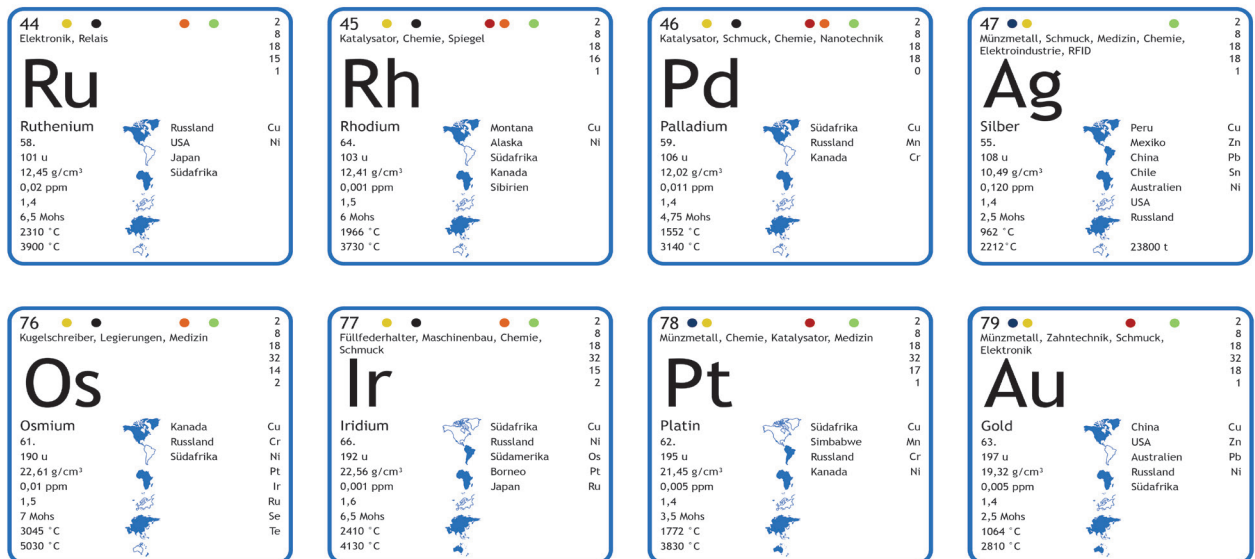 44
Elektronik, Relais
2
8
18
15
1
Ru
Ruthenium
58.
101 u
12,45 g/cm³
0,02 ppm
1,4
6,5 Mohs
2310 °C
3900 °C
Russland
USA
Japan
Südafrika
Cu
Ni
45
Katalysator, Chemie, Spiegel
2
8
18
16
1
Rh
Rhodium
64.
103 u
12,41 g/cm³
0,001 ppm
1,5
6 Mohs
1966 °C
3730 °C
Montana
Alaska
Südafrika
Kanada
Sibirien
Cu
Ni
46
Katalysator, Schmuck, Chemie, Nanotechnik
2
8
18
18
0
Pd
Palladium
59.
106 u
12,02 g/cm³
0,011 ppm
1,4
4,75 Mohs
1552 °C
3140 °C
Südafrika
Russland
Kanada
Cu
Mn
Cr
47
Münzmetall, Schmuck, Medizin, Chemie,
Elektroindustrie, RFID
2
8
18
18
1
Ag
Silber
55.
108 u
10,49 g/cm³
0,120 ppm
1,4
2,5 Mohs
962 °C
2212°C
Peru
Mexiko
China
Chile
Australien
USA
Russland
23800 t
Cu
Zn
Pb
Sn
Ni
76
Kugelschreiber, Legierungen, Medizin
2
8
18
32
14
2
Os
Osmium
61.
190 u
22,61 g/cm³
0,01 ppm
1,5
7 Mohs
3045 °C
5030 °C
Kanada
Russland
Südafrika
Cu
Cr
Ni
Pt
Ir
Ru
Se
Te
77
Füllfederhalter, Maschinenbau, Chemie,
Schmuck
2
8
18
32
15
2
Ir
Iridium
66.
192 u
22,56 g/cm³
0,001 ppm
1,6
6,5 Mohs
2410 °C
4130 °C
Südafrika
Russland
Südamerika
Borneo
Japan
Cu
Ni
Os
Pt
Ru
78
Münzmetall, Chemie, Katalysator, Medizin
2
8
18
32
17
1
Pt
Platin
62.
195 u
21,45 g/cm³
0,005 ppm
1,4
3,5 Mohs
1772 °C
3830 °C
Südafrika
Simbabwe
Russland
Kanada
Cu
Mn
Cr
Ni
79
Münzmetall, Zahntechnik, Schmuck,
Elektronik
2
8
18
32
18
1
Au
Gold
63.
197 u
19,32 g/cm³
0,005 ppm
1,4
2,5 Mohs
1064 °C
2810 °C
China
USA
Australien
Russland
Südafrika
Cu
Zn
Pb
Ni